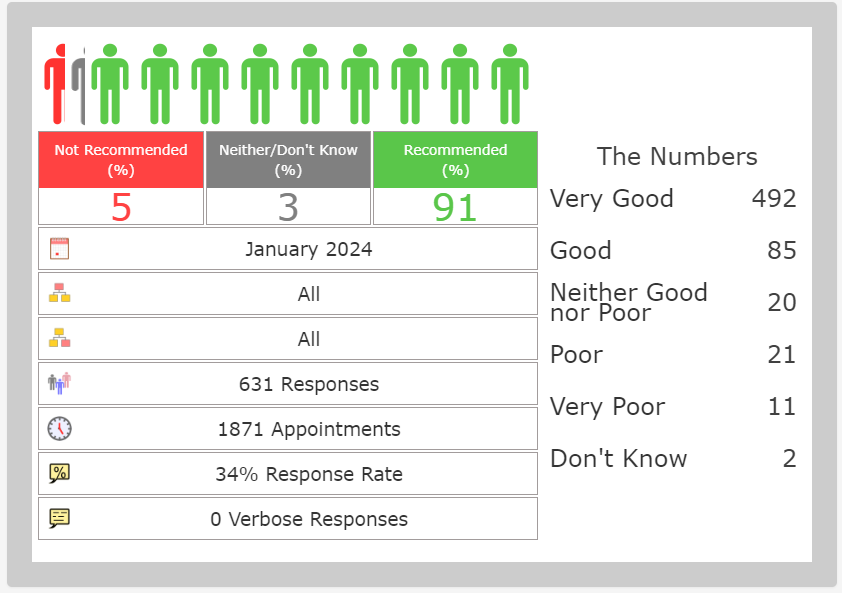 Not Recommended
(%)
Neither/Don't Know
(%)
Recommended
(%)
5
3
91
January 2024
All
All
631 Responses
1871 Appointments
% 34% Response Rate
0 Verbose Responses
The Numbers
Very Good 492
Good 85
Neither Good
nor Poor 20
Poor 21
Very Poor 11
Don't Know 2